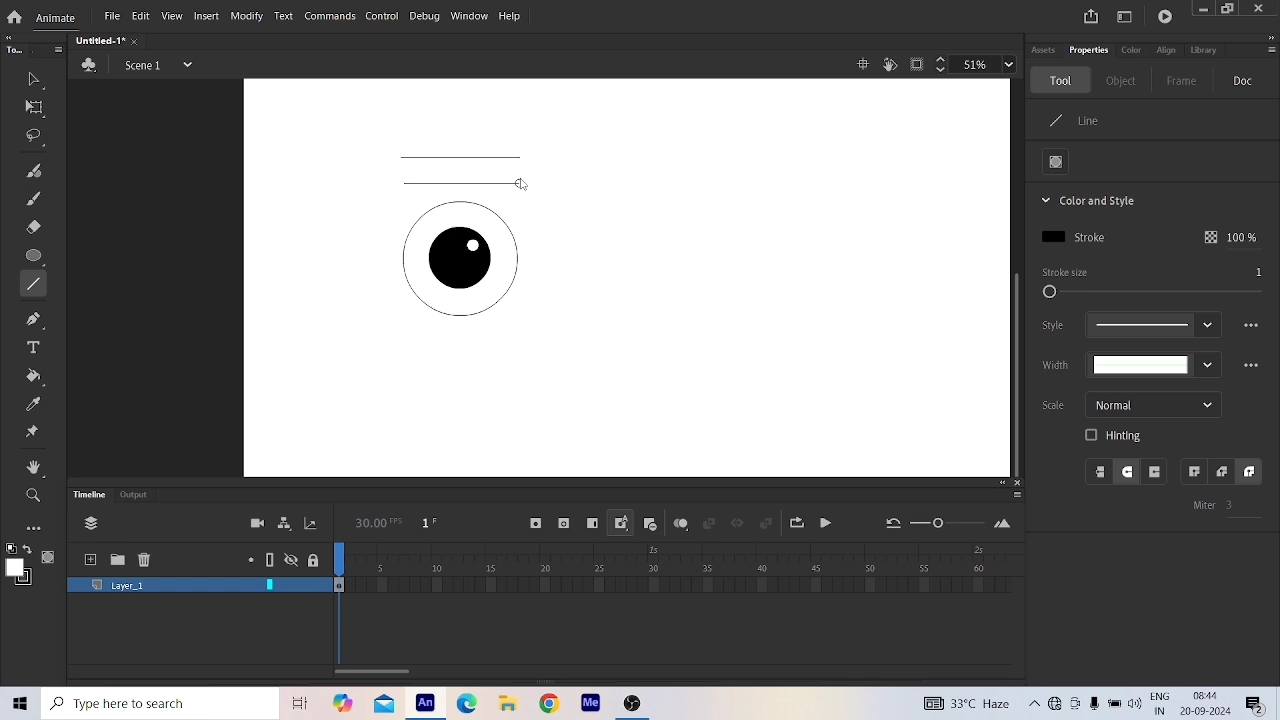 Animate File Edit View Insert Modify Text Commands Control Debug Window Help
To... Untitled-1* Assets Properties Color Align Library
Scene 1 51%
Tool Object Frame Doc
Line
Color and Style
Stroke 100 %
Stroke size 1
Style
Width
Scale Normal
Hinting
Miter 3
Timeline Output
30.00 FPS 1 F
1s 2s
5 10 15 20 25 30 35 40 45 50 55 60
Layer_1
Type here to search An Me 33°C Haze ENG IN 08:44 20-09-2024 2